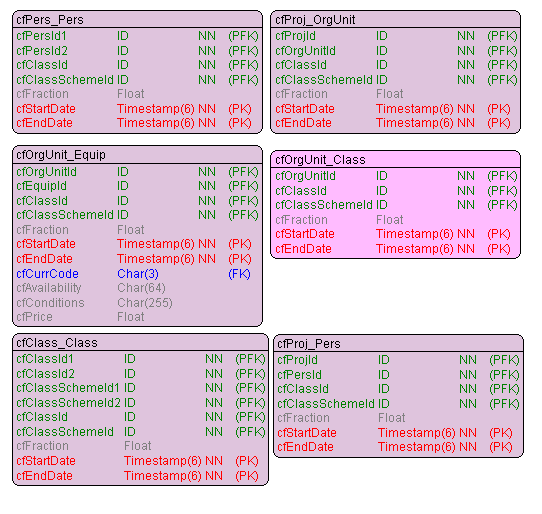 cfPers_Pers
cfPersId1 ID NN (PFK)
cfPersId2 ID NN (PFK)
cfClassId ID NN (PFK)
cfClassSchemeId ID NN (PFK)
cfFraction Float
cfStartDate Timestamp(6) NN (PK)
cfEndDate Timestamp(6) NN (PK)
cfProj_OrgUnit
cfProjId ID NN (PFK)
cfOrgUnitId ID NN (PFK)
cfClassId ID NN (PFK)
cfClassSchemeId ID NN (PFK)
cfFraction Float
cfStartDate Timestamp(6) NN (PK)
cfEndDate Timestamp(6) NN (PK)
cfOrgUnit_Equip
cfOrgUnitId ID NN (PFK)
cfEquipId ID NN (PFK)
cfClassId ID NN (PFK)
cfClassSchemeId ID NN (PFK)
cfFraction Float
cfStartDate Timestamp(6) NN (PK)
cfEndDate Timestamp(6) NN (PK)
cfCurrCode Char(3) (FK)
cfAvailability Char(64)
cfConditions Char(255)
cfPrice Float
cfOrgUnit_Class
cfOrgUnitId ID NN (PFK)
cfClassId ID NN (PFK)
cfClassSchemeId ID NN (PFK)
cfFraction Float
cfStartDate Timestamp(6) NN (PK)
cfEndDate Timestamp(6) NN (PK)
cfClass_Class
cfClassId1 ID NN (PFK)
cfClassId2 ID NN (PFK)
cfClassSchemeId1 ID NN (PFK)
cfClassSchemeId2 ID NN (PFK)
cfClassId ID NN (PFK)
cfClassSchemeId ID NN (PFK)
cfFraction Float
cfStartDate Timestamp(6) NN (PK)
cfEndDate Timestamp(6) NN (PK)
cfProj_Pers
cfProjId ID NN (PFK)
cfPersId ID NN (PFK)
cfClassId ID NN (PFK)
cfClassSchemeId ID NN (PFK)
cfFraction Float
cfStartDate Timestamp(6) NN (PK)
cfEndDate Timestamp(6) NN (PK)